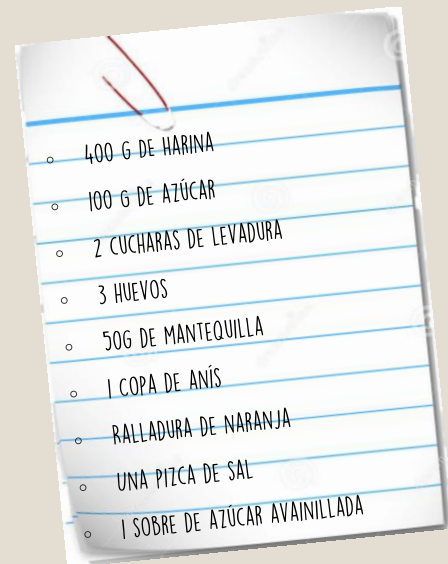 400 G DE HARINA
100 G DE AZÚCAR
2 CUCHARAS DE LEVADURA
3 HUEVOS
50G DE MANTEQUILLA
1 COPA DE ANÍS
RALLADURA DE NARANJA
UNA PIZCA DE SAL
1 SOBRE DE AZÚCAR AVAINILLADA